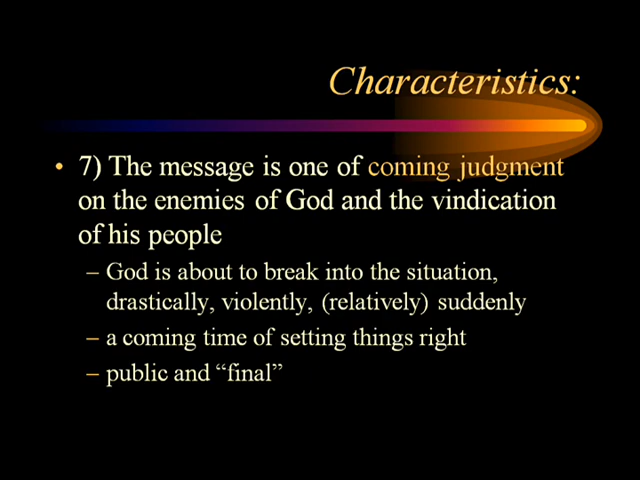 Characteristics:
• 7) The message is one of coming judgment
on the enemies of God and the vindication
of his people
– God is about to break into the situation,
drastically, violently, (relatively) suddenly
– a coming time of setting things right
– public and “final”